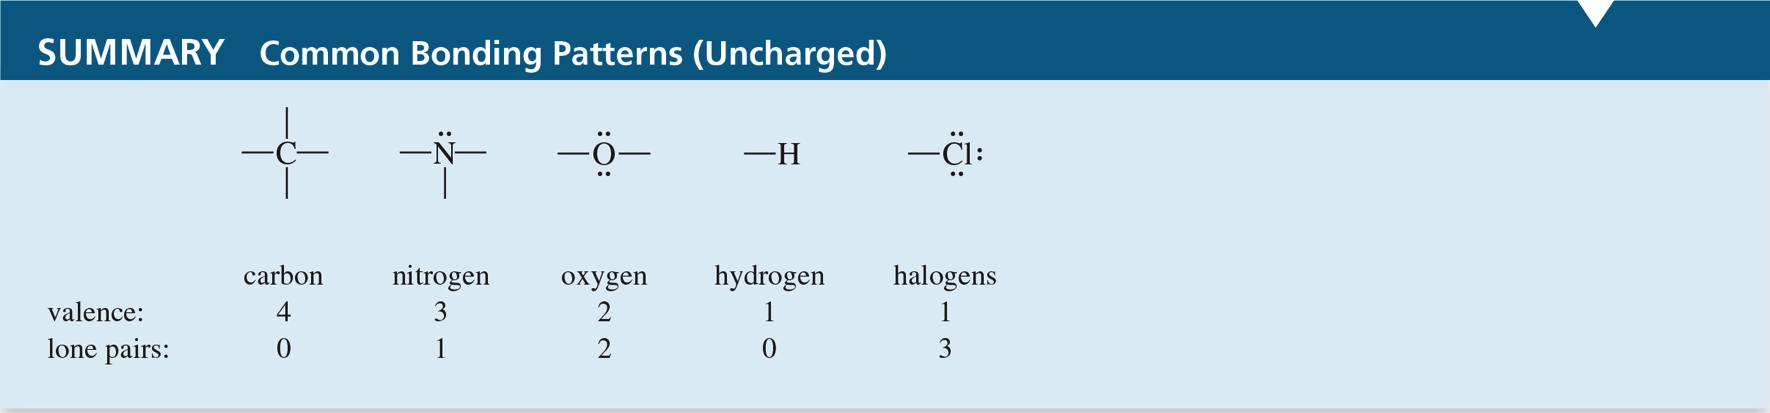 SUMMARY Common Bonding Patterns (Uncharged)
C N O H Cl
carbon nitrogen oxygen hydrogen halogens
valence: 4 3 2 1 1
lone pairs: 0 1 2 0 3